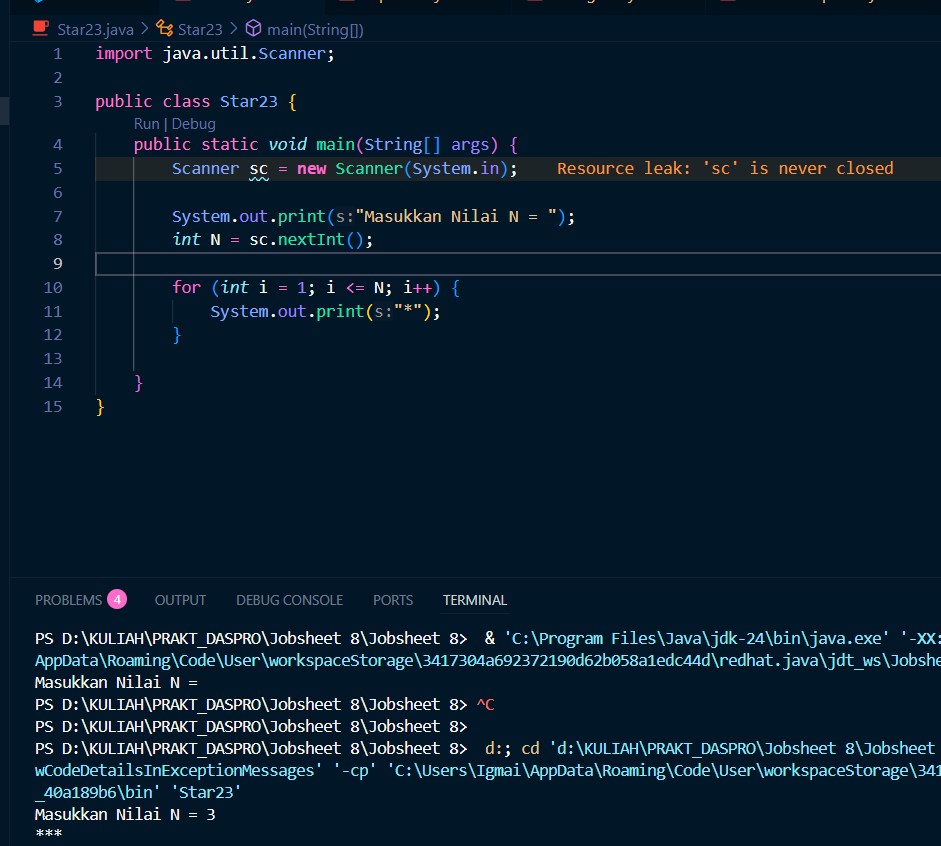 Star23.java > Star23 > main(String[])
1 import java.util.Scanner;
2
3 public class Star23 {
Run | Debug
4 public static void main(String[] args) {
5 Scanner sc = new Scanner(System.in); Resource leak: 'sc' is never closed
6
7 System.out.print(s:"Masukkan Nilai N = ");
8 int N = sc.nextInt();
9
10 for (int i = 1; i <= N; i++) {
11 System.out.print(s:"*");
12 }
13
14 }
15 }
PROBLEMS 4 OUTPUT DEBUG CONSOLE PORTS TERMINAL
PS D:\KULIAH\PRAKT_DASPRO\Jobsheet 8\Jobsheet 8> & 'C:\Program Files\Java\jdk-24\bin\java.exe' '-XX:
AppData\Roaming\Code\User\workspaceStorage\3417304a692372190d62b058a1edc44d\redhat.java\jdt_ws\Jobshe
Masukkan Nilai N =
PS D:\KULIAH\PRAKT_DASPRO\Jobsheet 8\Jobsheet 8> ^C
PS D:\KULIAH\PRAKT_DASPRO\Jobsheet 8\Jobsheet 8>
PS D:\KULIAH\PRAKT_DASPRO\Jobsheet 8\Jobsheet 8> d:; cd 'd:\KULIAH\PRAKT_DASPRO\Jobsheet 8\Jobsheet
wCodeDetailsInExceptionMessages' '-cp' 'C:\Users\Igmai\AppData\Roaming\Code\User\workspaceStorage\341
_40a189b6\bin' 'Star23'
Masukkan Nilai N = 3
***